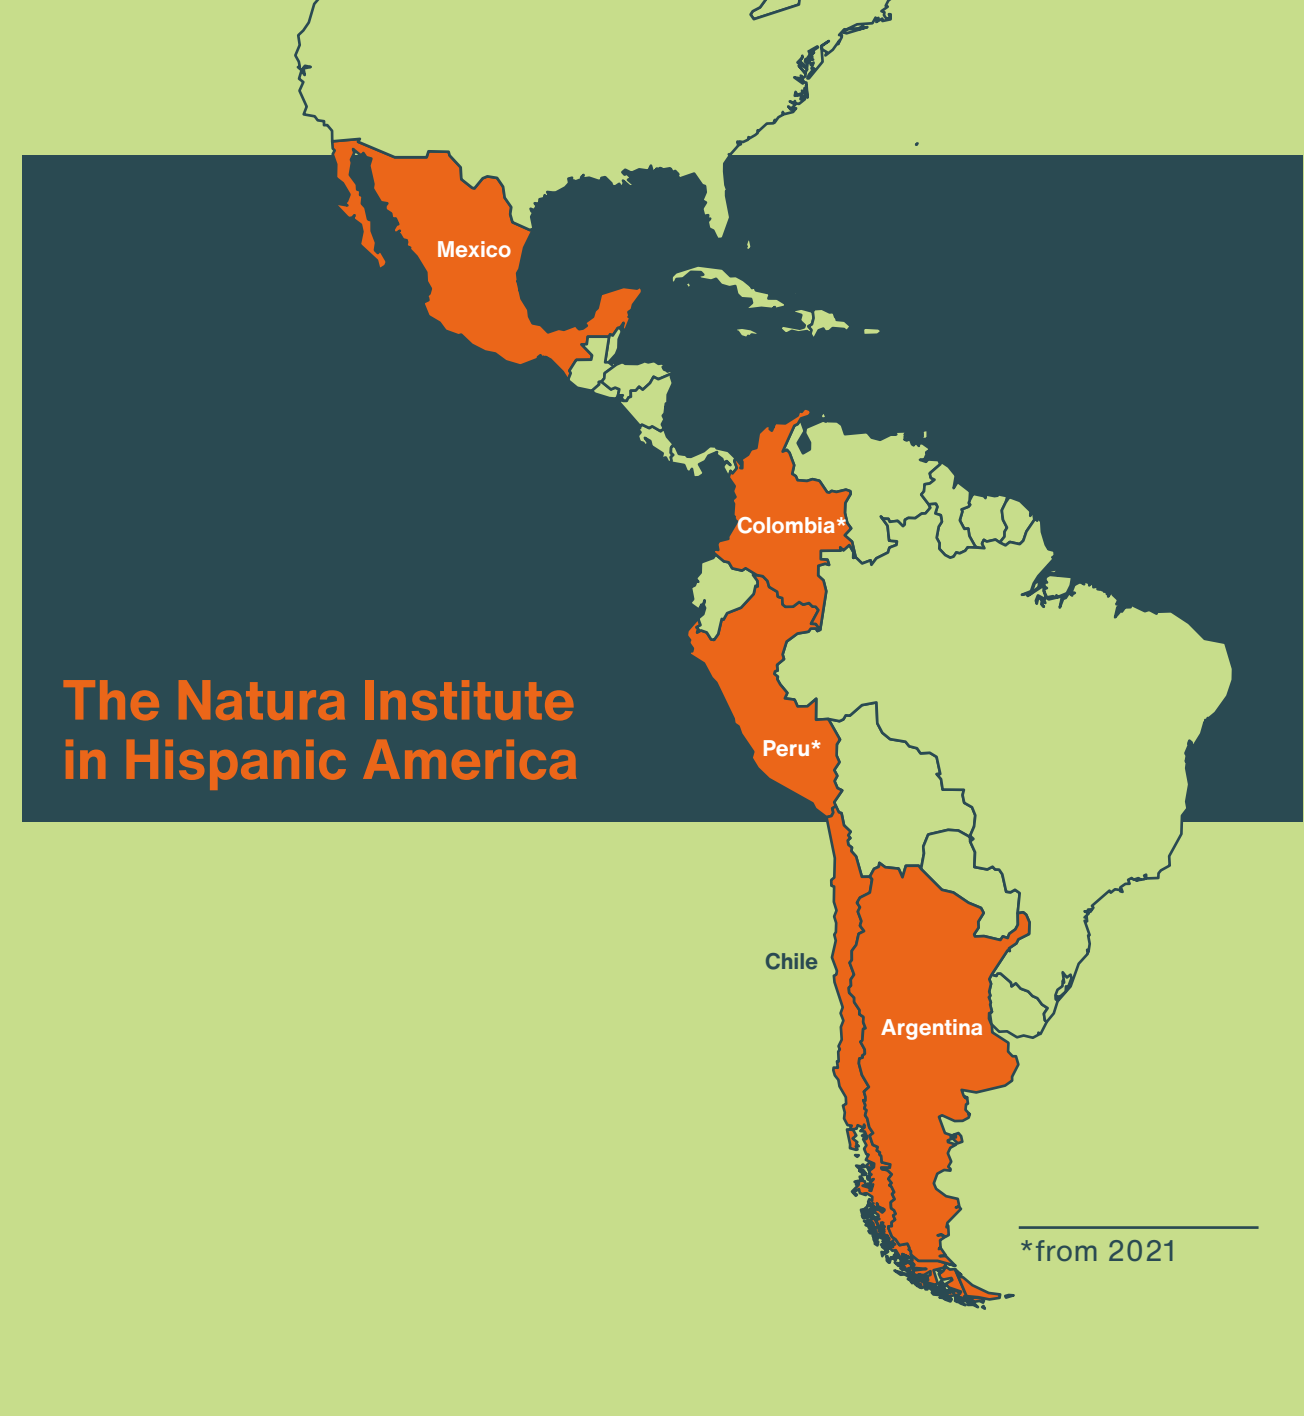 Mexico
Colombia*
The Natura Institute
in Hispanic America
Peru*
Chile
Argentina
*from 2021